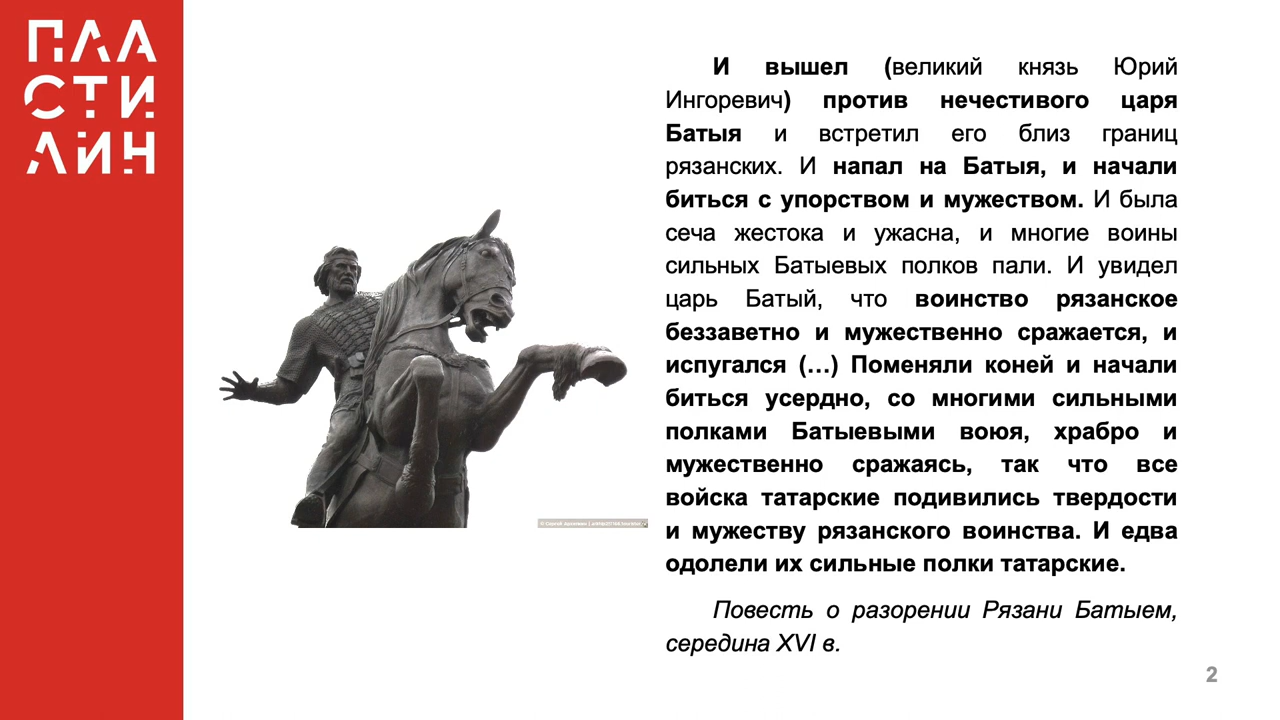 ПЛА
СТИ
ЛИН
И вышел (великий князь Юрий
Ингоревич) против нечестивого царя
Батыя и встретил его близ границ
рязанских. И напал на Батыя, и начали
биться с упорством и мужеством. И была
сеча жестока и ужасна, и многие воины
сильных Батыевых полков пали. И увидел
царь Батый, что воинство рязанское
беззаветно и мужественно сражается, и
испугался (…) Поменяли коней и начали
биться усердно, со многими сильными
полками Батыевыми воюя, храбро и
мужественно сражаясь, так что все
войска татарские подивились твердости
и мужеству рязанского воинства. И едва
одолели их сильные полки татарские.
Повесть о разорении Рязани Батыем,
середина XVI в.
2